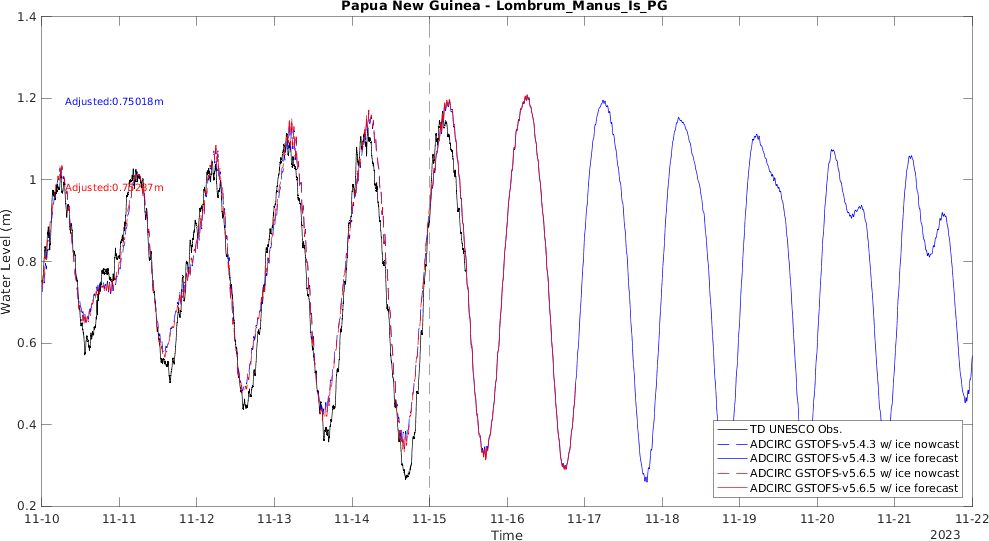 Papua New Guinea - Lombrum_Manus_Is_PG
1.4
1.2
1
0.8
0.6
0.4
0.2
Water Level (m)
Adjusted:0.75018m
TD UNESCO Obs.
ADCIRC GSTOFS-v5.4.3 w/ ice nowcast
ADCIRC GSTOFS-v5.4.3 w/ ice forecast
ADCIRC GSTOFS-v5.6.5 w/ ice nowcast
ADCIRC GSTOFS-v5.6.5 w/ ice forecast
11-10 11-11 11-12 11-13 11-14 11-15 11-16 11-17 11-18 11-19 11-20 11-21 11-22
Time
2023